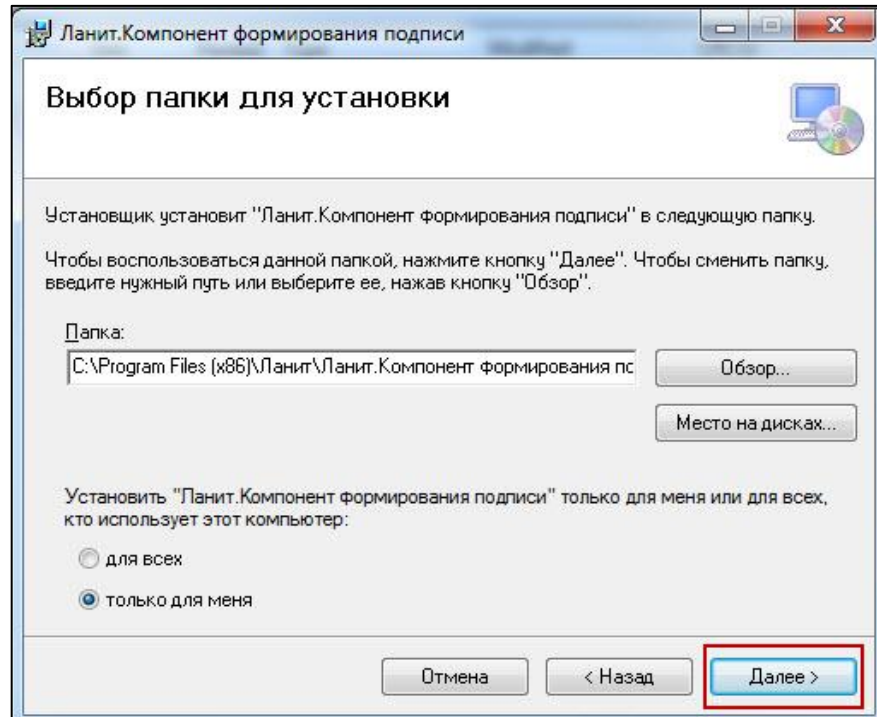 Ланит.Компонент формирования подписи
Выбор папки для установки
Установщик установит "Ланит.Компонент формирования подписи" в следующую папку.
Чтобы воспользоваться данной папкой, нажмите кнопку "Далее". Чтобы сменить папку,
введите нужный путь или выберите ее, нажав кнопку "Обзор".
Папка:
C:\Program Files (x86)\Ланит\Ланит.Компонент формирования пс
Обзор...
Место на дисках...
Установить "Ланит.Компонент формирования подписи" только для меня или для всех,
кто использует этот компьютер:
для всех
только для меня
Отмена
< Назад
Далее >